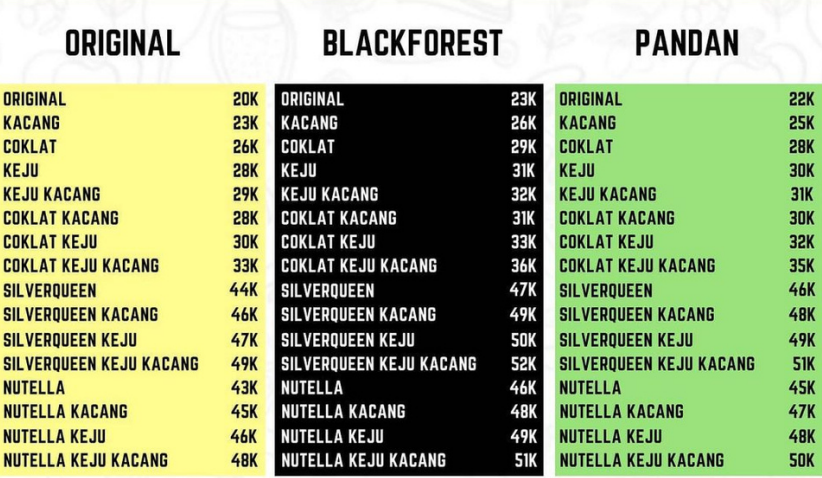 ORIGINAL
ORIGINAL 20K
KACANG 23K
COKLAT 26K
KEJU 28K
KEJU KACANG 29K
COKLAT KACANG 28K
COKLAT KEJU 30K
COKLAT KEJU KACANG 33K
SILVERQUEEN 44K
SILVERQUEEN KACANG 46K
SILVERQUEEN KEJU 47K
SILVERQUEEN KEJU KACANG 49K
NUTELLA 43K
NUTELLA KACANG 45K
NUTELLA KEJU 46K
NUTELLA KEJU KACANG 48K
BLACKFOREST
ORIGINAL 23K
KACANG 26K
COKLAT 29K
KEJU 31K
KEJU KACANG 32K
COKLAT KACANG 31K
COKLAT KEJU 33K
COKLAT KEJU KACANG 36K
SILVERQUEEN 47K
SILVERQUEEN KACANG 49K
SILVERQUEEN KEJU 50K
SILVERQUEEN KEJU KACANG 52K
NUTELLA 46K
NUTELLA KACANG 48K
NUTELLA KEJU 49K
NUTELLA KEJU KACANG 51K
PANDAN
ORIGINAL 22K
KACANG 25K
COKLAT 28K
KEJU 30K
KEJU KACANG 31K
COKLAT KACANG 30K
COKLAT KEJU 32K
COKLAT KEJU KACANG 35K
SILVERQUEEN 46K
SILVERQUEEN KACANG 48K
SILVERQUEEN KEJU 49K
SILVERQUEEN KEJU KACANG 51K
NUTELLA 45K
NUTELLA KACANG 47K
NUTELLA KEJU 48K
NUTELLA KEJU KACANG 50K